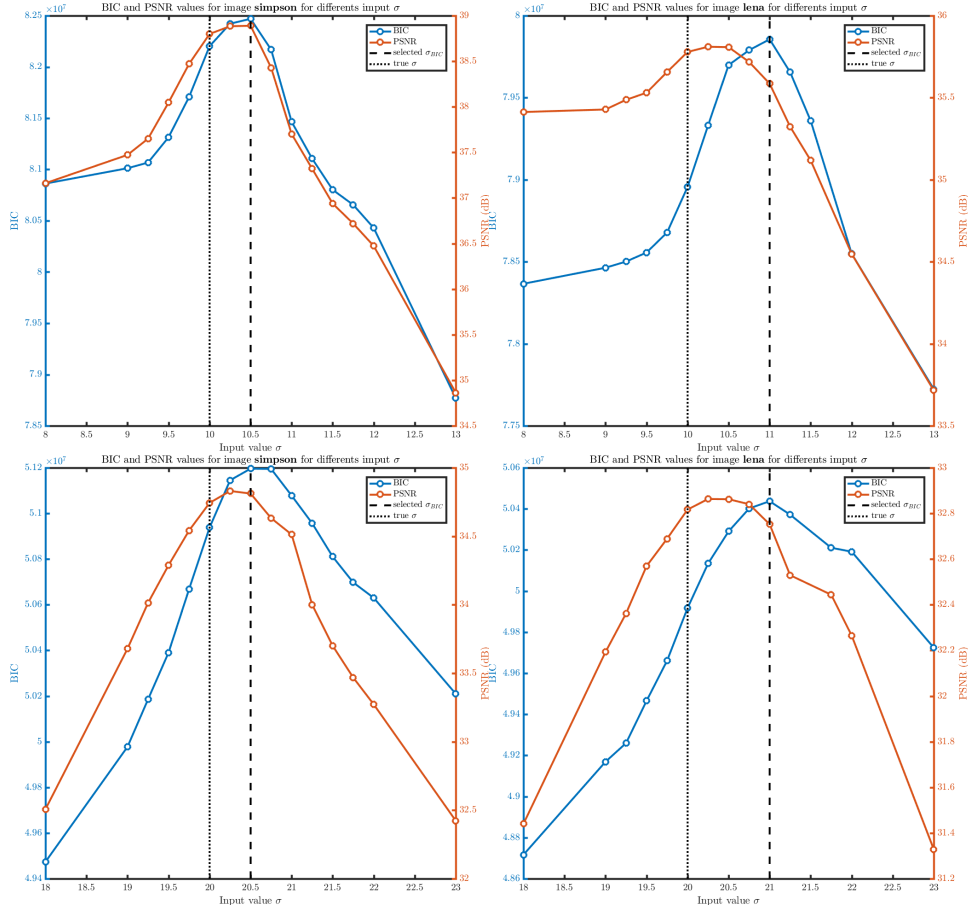 BIC and PSNR values for image simpson for differents imput σ
×10⁷
8.25
8.2
8.15
8.1
8.05
8
7.95
7.9
7.85
BIC
39
38.5
38
37.5
37
36.5
36
35.5
35
34.5
PSNR (dB)
BIC
PSNR
selected σBIC
true σ
8 8.5 9 9.5 10 10.5 11 11.5 12 12.5 13
Input value σ
BIC and PSNR values for image lena for differents imput σ
×10⁷
8
7.95
7.9
7.85
7.8
7.75
BIC
36
35.5
35
34.5
34
33.5
PSNR (dB)
BIC
PSNR
selected σBIC
true σ
8 8.5 9 9.5 10 10.5 11 11.5 12 12.5 13
Input value σ
BIC and PSNR values for image simpson for differents imput σ
×10⁷
5.12
5.1
5.08
5.06
5.04
5.02
5
4.98
4.96
4.94
BIC
35
34.5
34
33.5
33
32.5
32
PSNR (dB)
BIC
PSNR
selected σBIC
true σ
18 18.5 19 19.5 20 20.5 21 21.5 22 22.5 23
Input value σ
BIC and PSNR values for image lena for differents imput σ
×10⁷
5.06
5.04
5.02
5
4.98
4.96
4.94
4.92
4.9
4.88
4.86
BIC
33
32.8
32.6
32.4
32.2
32
31.8
31.6
31.4
31.2
PSNR (dB)
BIC
PSNR
selected σBIC
true σ
18 18.5 19 19.5 20 20.5 21 21.5 22 22.5 23
Input value σ